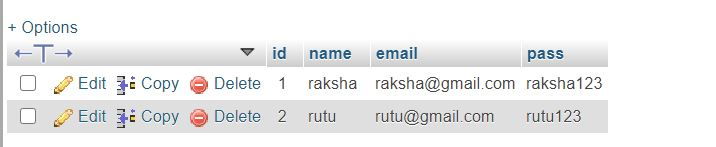 + Options
←T→ id name email pass
Edit Copy Delete 1 raksha raksha@gmail.com raksha123
Edit Copy Delete 2 rutu rutu@gmail.com rutu123